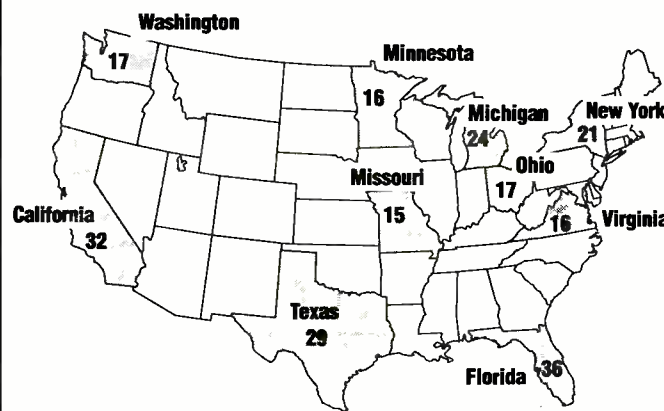 Washington
17
Minnesota
16
Michigan
24
New York
21
Ohio
17
Missouri
15
California
32
16
Virginia
Texas
29
Florida
36